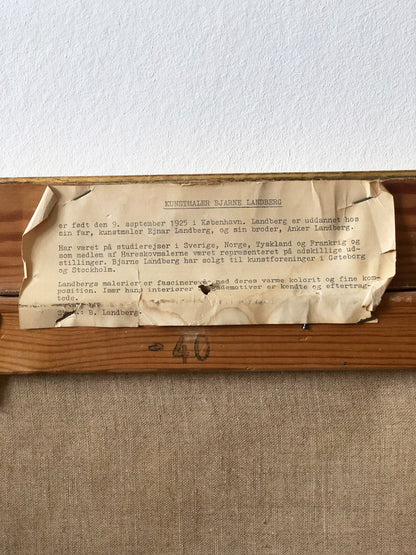 KUNSTMALER BJARNE LANDBERG
er født den 9. september 1925 i København. Landberg er uddannet hos
sin far, kunstmaler Ejnar Landberg, og sin broder, Anker Landberg.
Har været på studierejser i Sverige, Norge, Tyskland og Frankrig og
som medlem af Hareskovmalerne været repræsenteret på adskillige ud-
stillinger. Bjarne Landberg har solgt til kunstforeninger i Gøteborg
og Stockholm.
Landbergs malerier er fascinerende med deres varme kolorit og fine kom-
position. Især hans interiører og
er kendte og eftertrag-
tede.
B. Landberg.
40